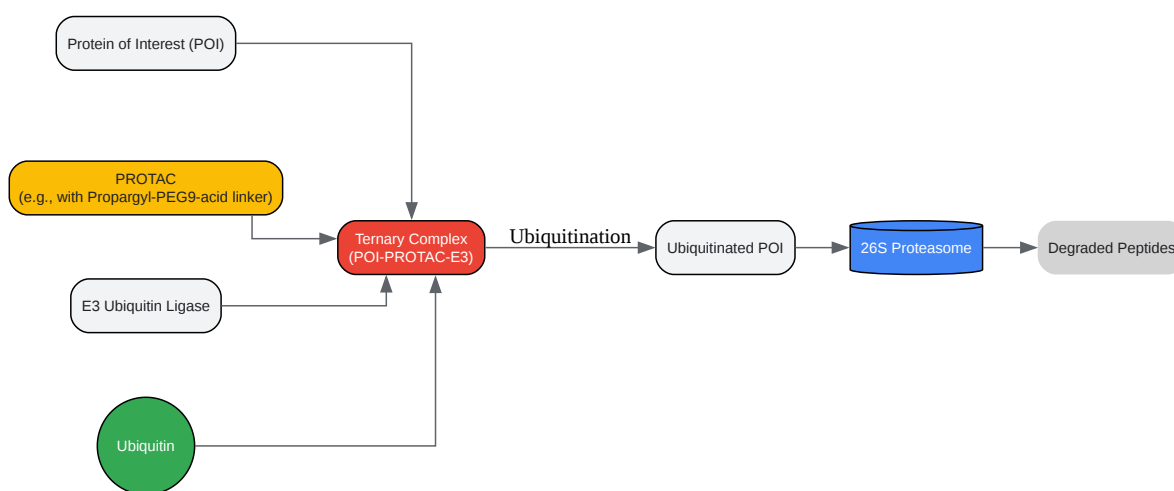 Protein of Interest (POI)
PROTAC
(e.g., with Propargyl-PEG9-acid linker)
Ternary Complex
(POI-PROTAC-E3)
Ubiquitination
Ubiquitinated POI
26S Proteasome
Degraded Peptides
E3 Ubiquitin Ligase
Ubiquitin